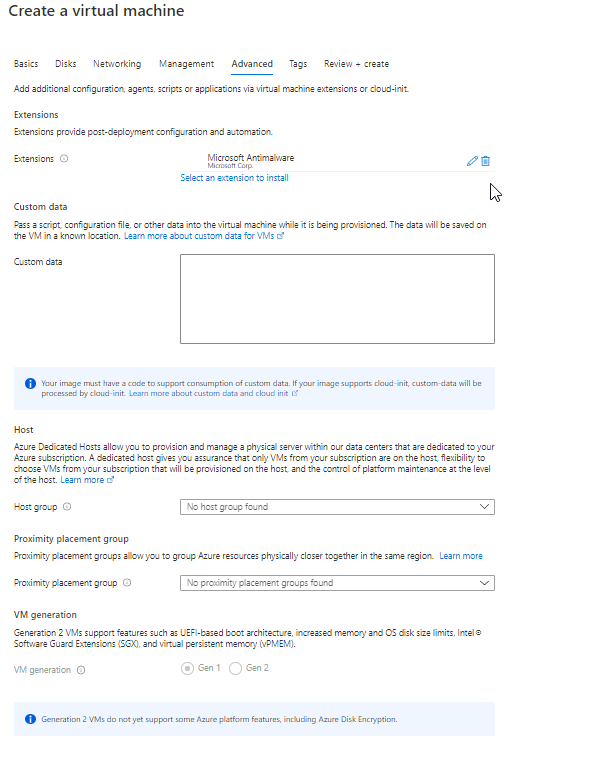 Create a virtual machine
Basics Disks Networking Management Advanced Tags Review + create
Add additional configuration, agents, scripts or applications via virtual machine extensions or cloud-init.
Extensions
Extensions provide post-deployment configuration and automation.
Extensions
Microsoft Antimalware
Microsoft Corp.
Select an extension to install
Custom data
Pass a script, configuration file, or other data into the virtual machine while it is being provisioned. The data will be saved on
the VM in a known location. Learn more about custom data for VMs
Custom data
Your image must have a code to support consumption of custom data. If your image supports cloud-init, custom-data will be
processed by cloud-init. Learn more about custom data and cloud init
Host
Azure Dedicated Hosts allow you to provision and manage a physical server within our data centers that are dedicated to your
Azure subscription. A dedicated host gives you assurance that only VMs from your subscription are on the host, flexibility to
choose VMs from your subscription that will be provisioned on the host, and the control of platform maintenance at the level
of the host. Learn more
Host group No host group found
Proximity placement group
Proximity placement groups allow you to group Azure resources physically closer together in the same region. Learn more
Proximity placement group No proximity placement groups found
VM generation
Generation 2 VMs support features such as UEFI-based boot architecture, increased memory and OS disk size limits, Intel®
Software Guard Extensions (SGX), and virtual persistent memory (vPMEM).
VM generation Gen 1 Gen 2
Generation 2 VMs do not yet support some Azure platform features, including Azure Disk Encryption.